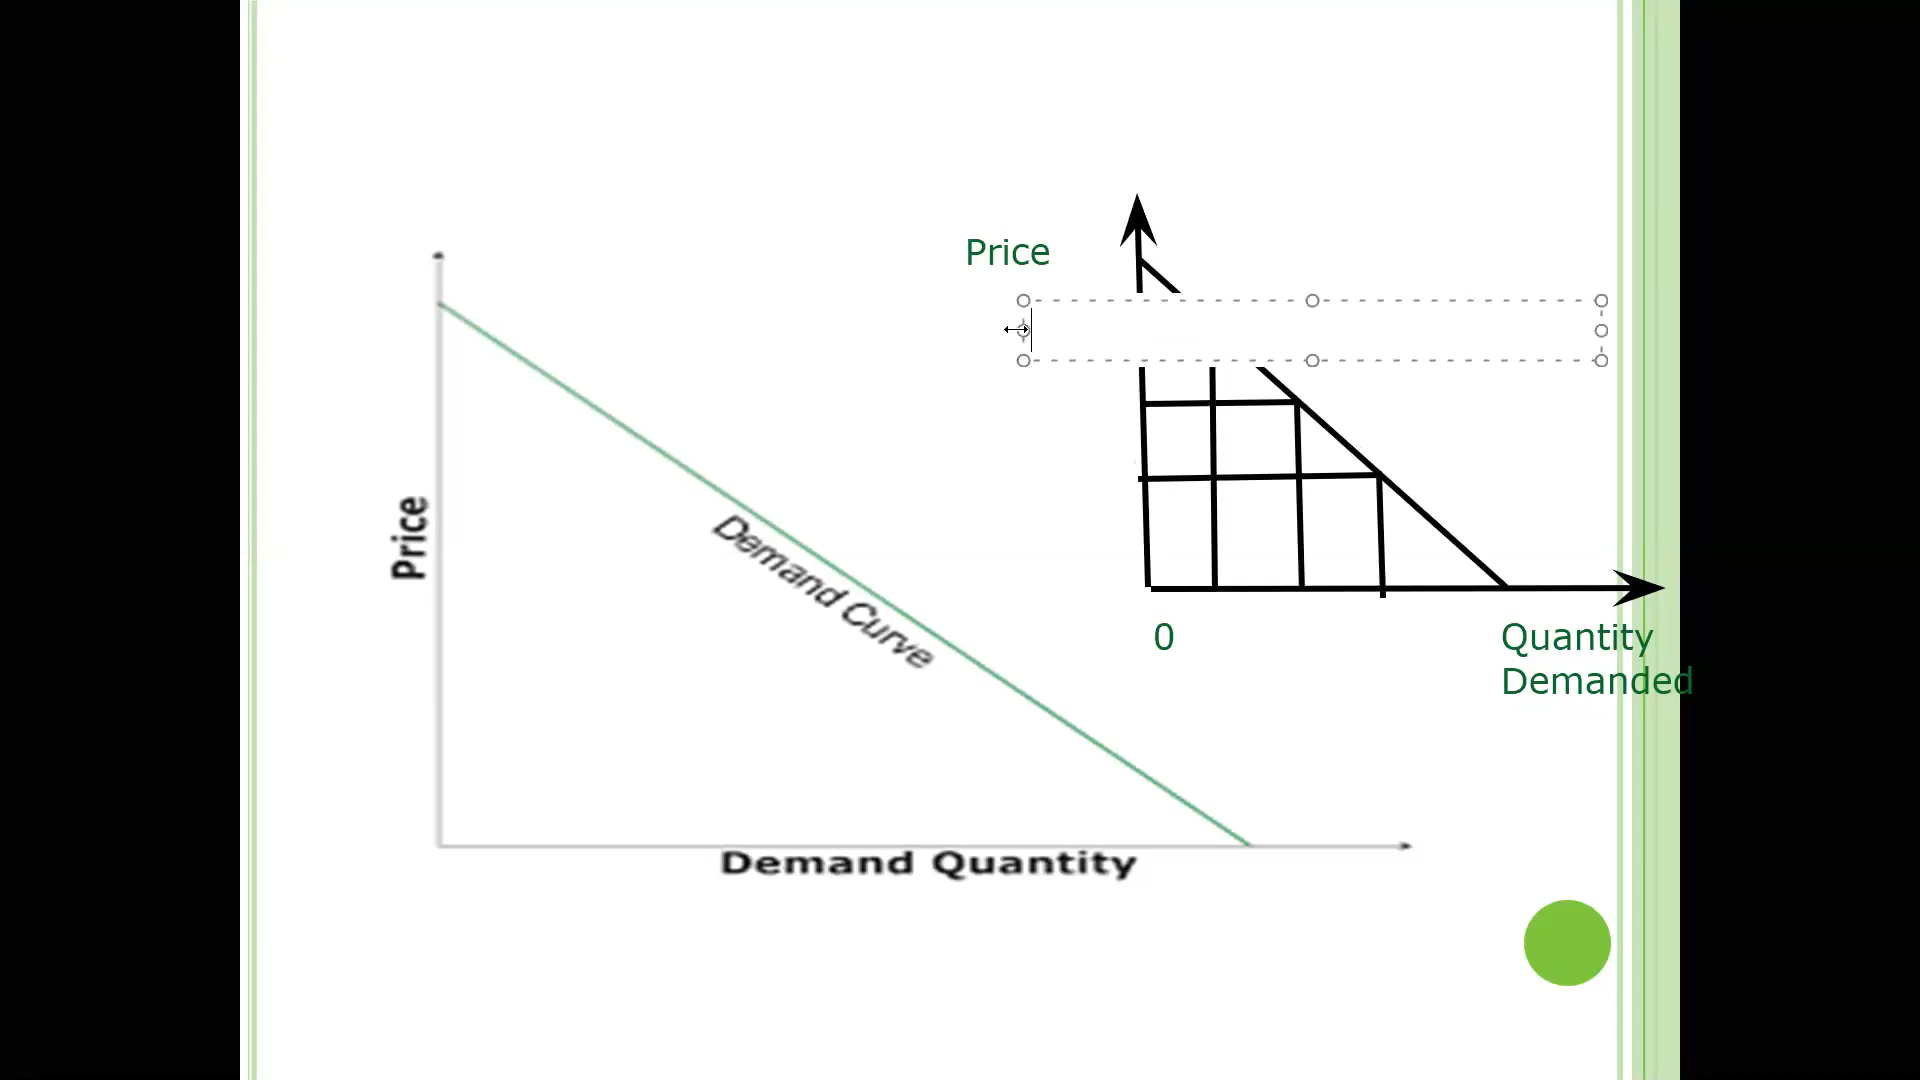 Price
Price
Demand Curve
0
Quantity
Demanded
Demand Quantity